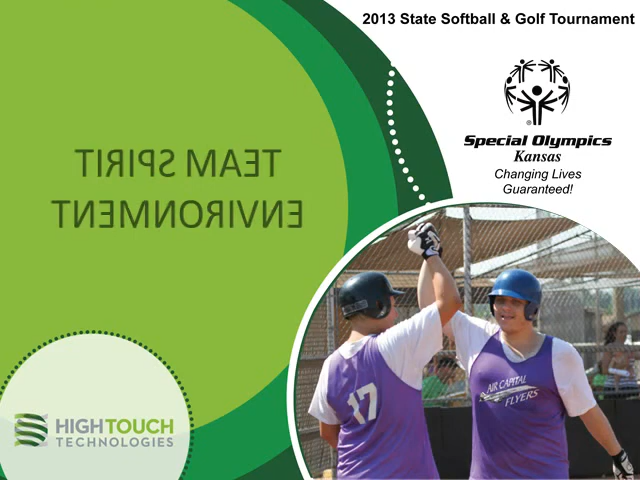 2013 State Softball & Golf Tournament
Special Olympics
Kansas
Changing Lives
Guaranteed!
TEAM SPIRIT
ENVIRONMENT
17
AIR CAPITAL
FLYERS
HIGHTOUCH
TECHNOLOGIES